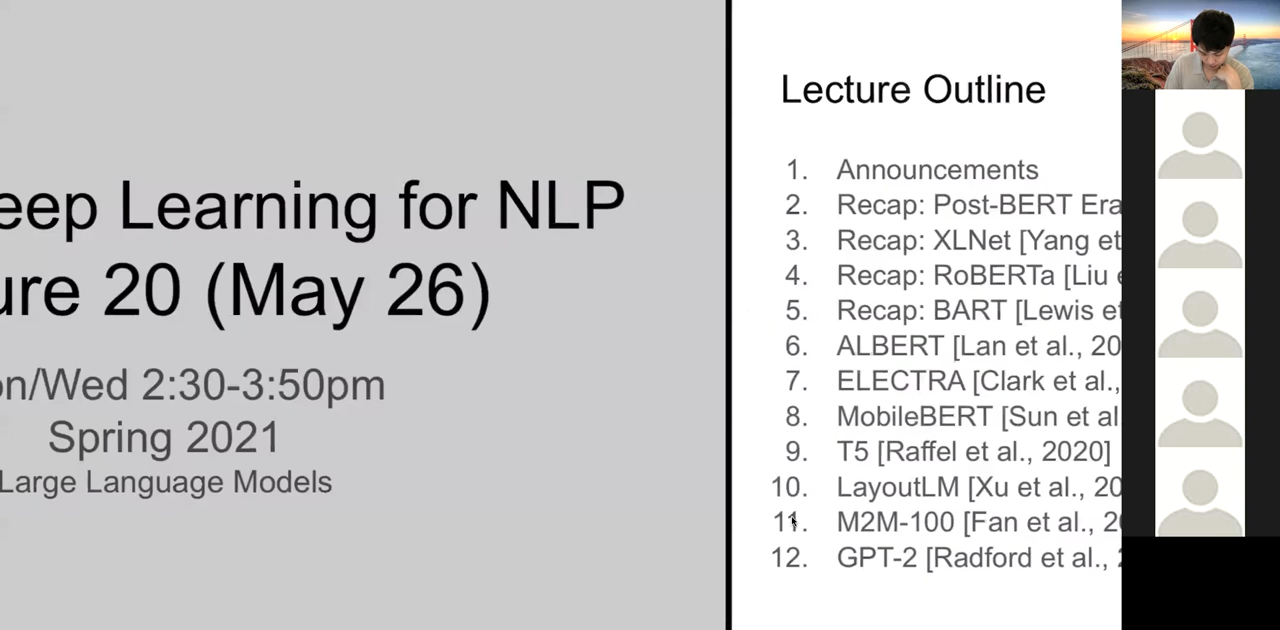 eep Learning for NLP
ure 20 (May 26)
on/Wed 2:30-3:50pm
Spring 2021
Large Language Models
Lecture Outline
1. Announcements
2. Recap: Post-BERT Era
3. Recap: XLNet [Yang et
4. Recap: RoBERTa [Liu e
5. Recap: BART [Lewis et
6. ALBERT [Lan et al., 20
7. ELECTRA [Clark et al.,
8. MobileBERT [Sun et al
9. T5 [Raffel et al., 2020]
10. LayoutLM [Xu et al., 20
11. M2M-100 [Fan et al., 20
12. GPT-2 [Radford et al., 2